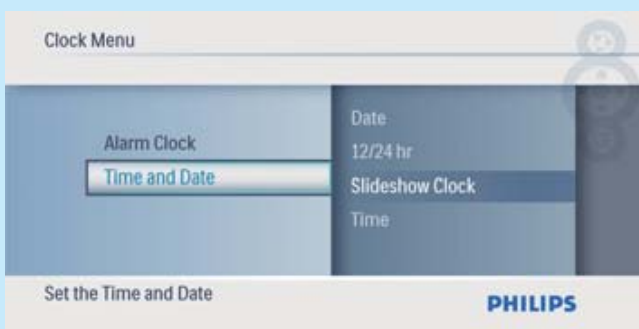 Clock Menu
Alarm Clock
Time and Date
Date
12/24 hr
Slideshow Clock
Time
Set the Time and Date
PHILIPS